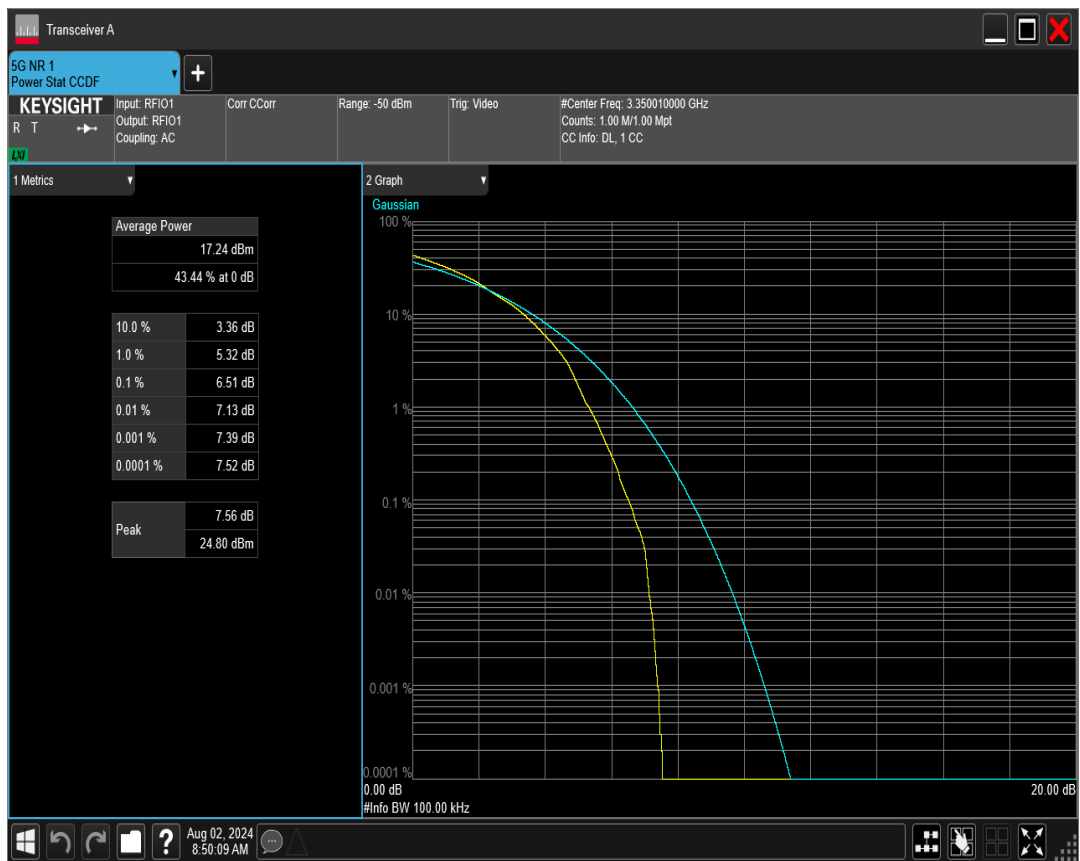 Transceiver A
5G NR 1
Power Stat CCDF
KEYSIGHT
R T
LXI
Input: RFIO1
Output: RFIO1
Coupling: AC
Corr CCorr
Range: -50 dBm
Trig: Video
#Center Freq: 3.350010000 GHz
Counts: 1.00 M/1.00 Mpt
CC Info: DL, 1 CC
1 Metrics
Average Power
17.24 dBm
43.44 % at 0 dB
10.0 % 3.36 dB
1.0 % 5.32 dB
0.1 % 6.51 dB
0.01 % 7.13 dB
0.001 % 7.39 dB
0.0001 % 7.52 dB
Peak
7.56 dB
24.80 dBm
2 Graph
Gaussian
100 %
10 %
1 %
0.1 %
0.01 %
0.001 %
0.0001 %
0.00 dB 20.00 dB
#Info BW 100.00 kHz
Aug 02, 2024
8:50:09 AM